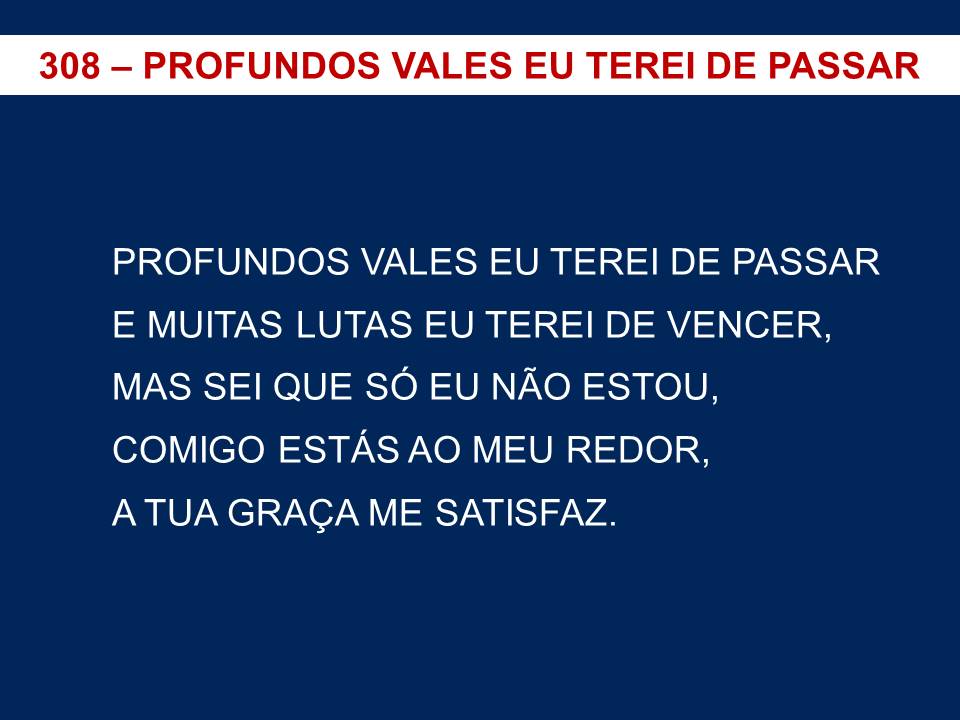 308 – PROFUNDOS VALES EU TEREI DE PASSAR
PROFUNDOS VALES EU TEREI DE PASSAR
E MUITAS LUTAS EU TEREI DE VENCER,
MAS SEI QUE SÓ EU NÃO ESTOU,
COMIGO ESTÁS AO MEU REDOR,
A TUA GRAÇA ME SATISFAZ.